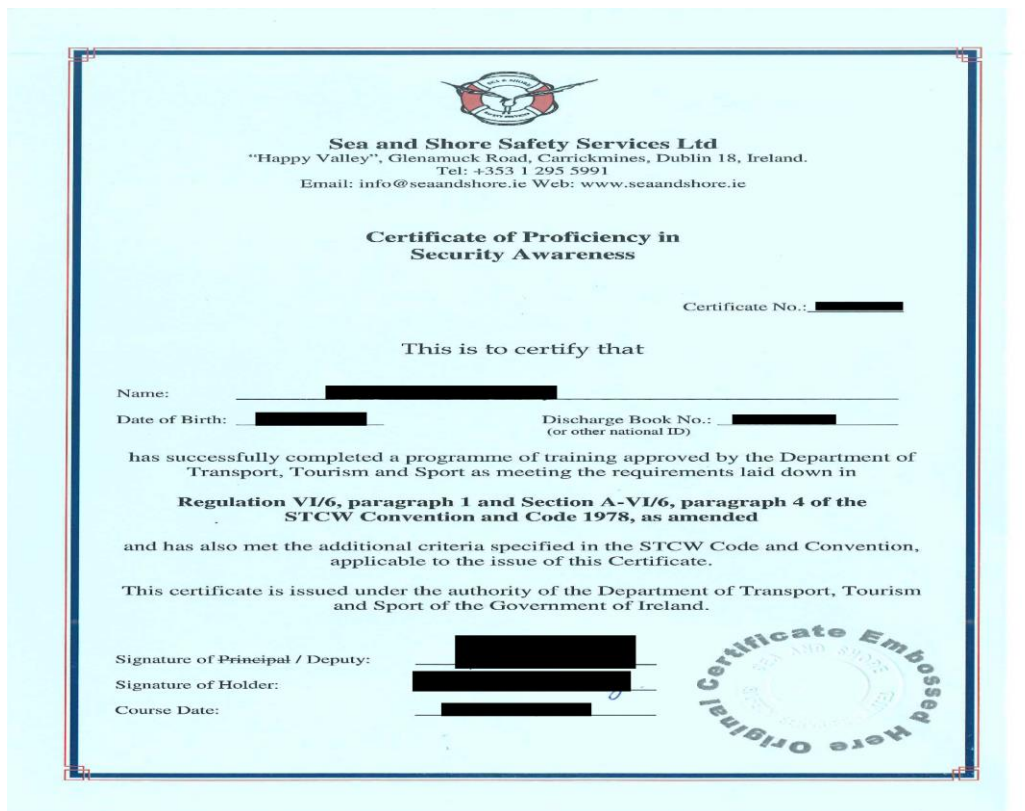 SEA & SHORE
SAFETY SERVICES
Sea and Shore Safety Services Ltd
"Happy Valley", Glenamuck Road, Carrickmines, Dublin 18, Ireland.
Tel: +353 1 295 5991
Email: info@seaandshore.ie Web: www.seaandshore.ie
Certificate of Proficiency in
Security Awareness
Certificate No.:
This is to certify that
Name:
Date of Birth:
Discharge Book No.:
(or other national ID)
has successfully completed a programme of training approved by the Department of
Transport, Tourism and Sport as meeting the requirements laid down in
Regulation VI/6, paragraph 1 and Section A-VI/6, paragraph 4 of the
STCW Convention and Code 1978, as amended
and has also met the additional criteria specified in the STCW Code and Convention,
applicable to the issue of this Certificate.
This certificate is issued under the authority of the Department of Transport, Tourism
and Sport of the Government of Ireland.
Signature of Principal / Deputy:
Signature of Holder:
Course Date:
Original Certificate Embossed Here
SEA AND SHORE